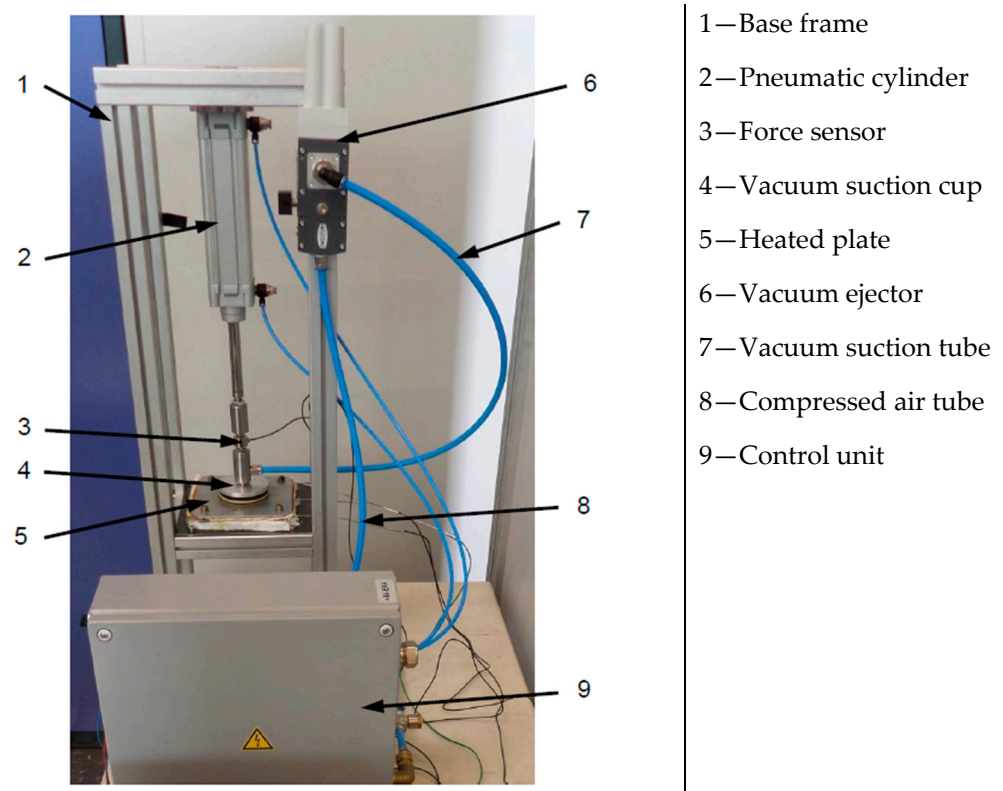 1
2
3
4
5
6
7
8
9
1—Base frame
2—Pneumatic cylinder
3—Force sensor
4—Vacuum suction cup
5—Heated plate
6—Vacuum ejector
7—Vacuum suction tube
8—Compressed air tube
9—Control unit